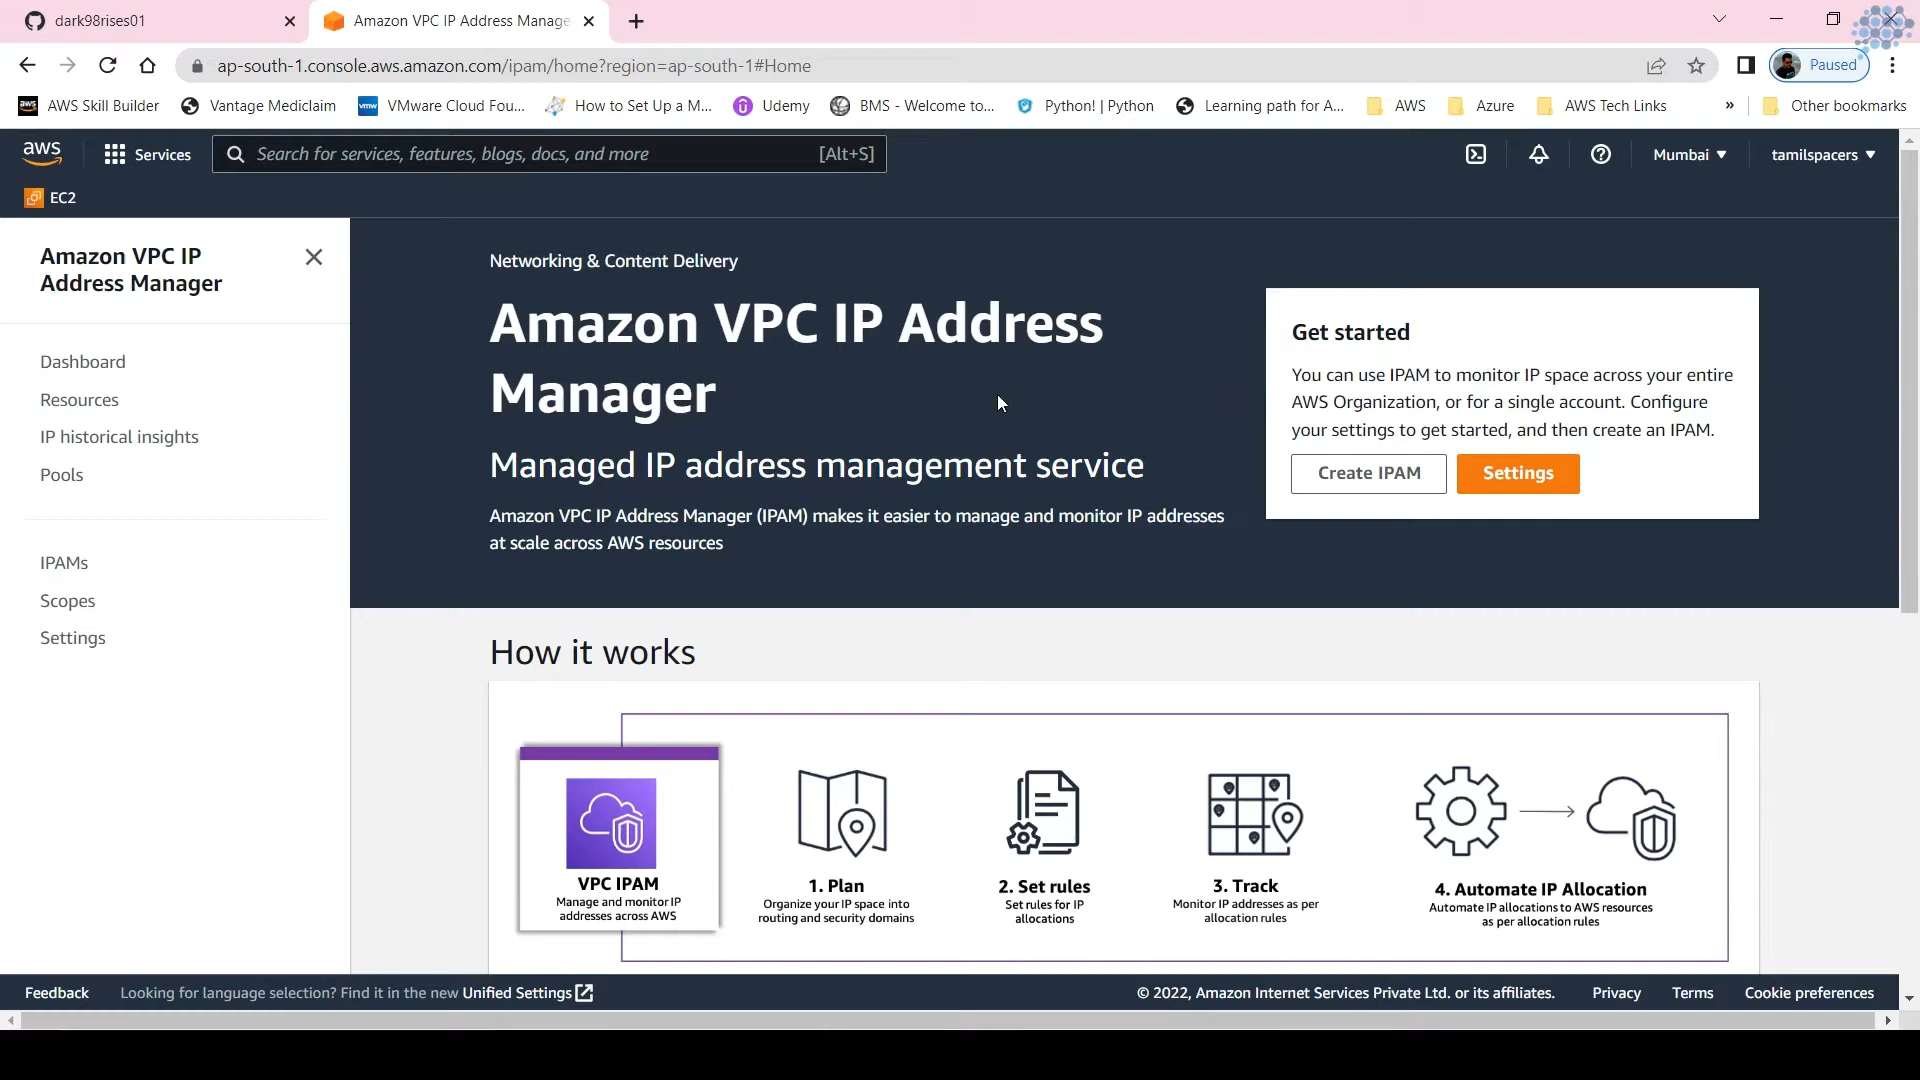 dark98rises01
Amazon VPC IP Address Manage
ap-south-1.console.aws.amazon.com/ipam/home?region=ap-south-1#Home
Paused
aws
AWS Skill Builder
Vantage Mediclaim
vmw
VMware Cloud Fou...
How to Set Up a M...
Udemy
BMS - Welcome to...
Python! | Python
Learning path for A...
AWS
Azure
AWS Tech Links
»
Other bookmarks
aws
Services
Search for services, features, blogs, docs, and more
[Alt+S]
Mumbai
tamilspacers
EC2
Amazon VPC IP
Address Manager
Dashboard
Resources
IP historical insights
Pools
IPAMs
Scopes
Settings
Networking & Content Delivery
Amazon VPC IP Address
Manager
Managed IP address management service
Amazon VPC IP Address Manager (IPAM) makes it easier to manage and monitor IP addresses
at scale across AWS resources
Get started
You can use IPAM to monitor IP space across your entire
AWS Organization, or for a single account. Configure
your settings to get started, and then create an IPAM.
Create IPAM
Settings
How it works
VPC IPAM
Manage and monitor IP
addresses across AWS
1. Plan
Organize your IP space into
routing and security domains
2. Set rules
Set rules for IP
allocations
3. Track
Monitor IP addresses as per
allocation rules
4. Automate IP Allocation
Automate IP allocations to AWS resources
as per allocation rules
Feedback
Looking for language selection? Find it in the new Unified Settings
© 2022, Amazon Internet Services Private Ltd. or its affiliates.
Privacy
Terms
Cookie preferences